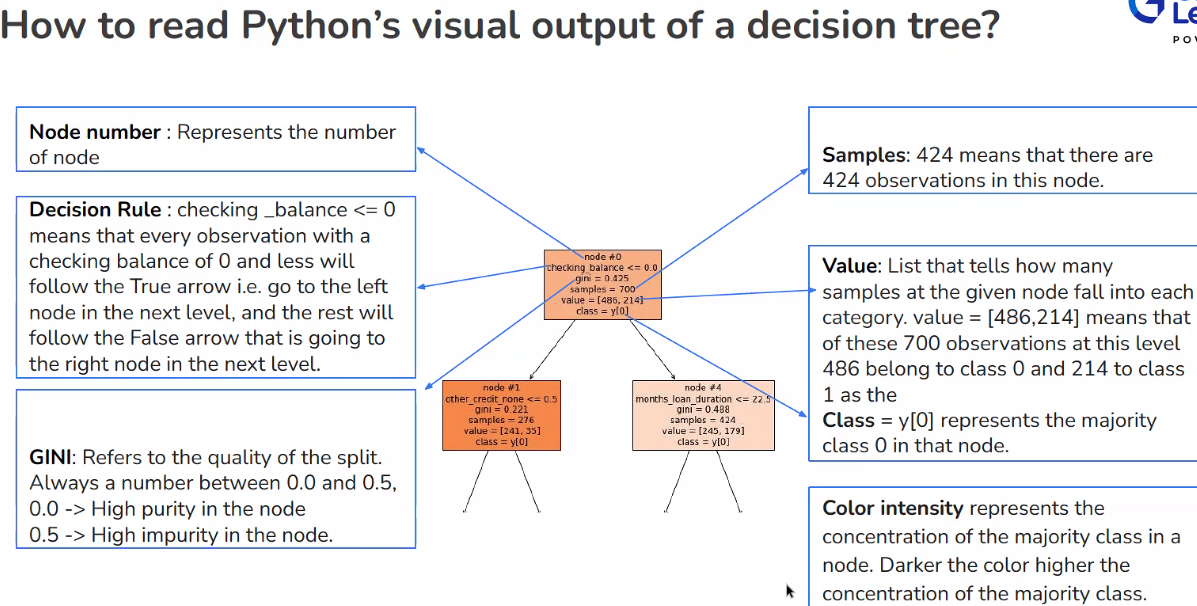 How to read Python's visual output of a decision tree?
Le
POV
Node number : Represents the number
of node
Decision Rule : checking _balance <= 0
means that every observation with a
checking balance of 0 and less will
follow the True arrow i.e. go to the left
node in the next level, and the rest will
follow the False arrow that is going to
the right node in the next level.
GINI: Refers to the quality of the split.
Always a number between 0.0 and 0.5,
0.0 -> High purity in the node
0.5 -> High impurity in the node.
node #0
checking_balance <= 0.0
gini = 0.425
samples = 700
value = [486, 214]
class = y[0]
node #1
other_credit_none <= 0.5
gini = 0.221
samples = 276
value = [241, 35]
class = y[0]
node #4
months_loan_duration <= 22.5
gini = 0.488
samples = 424
value = [245, 179]
class = y[0]
Samples: 424 means that there are
424 observations in this node.
Value: List that tells how many
samples at the given node fall into each
category. value = [486,214] means that
of these 700 observations at this level
486 belong to class 0 and 214 to class
1 as the
Class = y[0] represents the majority
class 0 in that node.
Color intensity represents the
concentration of the majority class in a
node. Darker the color higher the
concentration of the majority class.